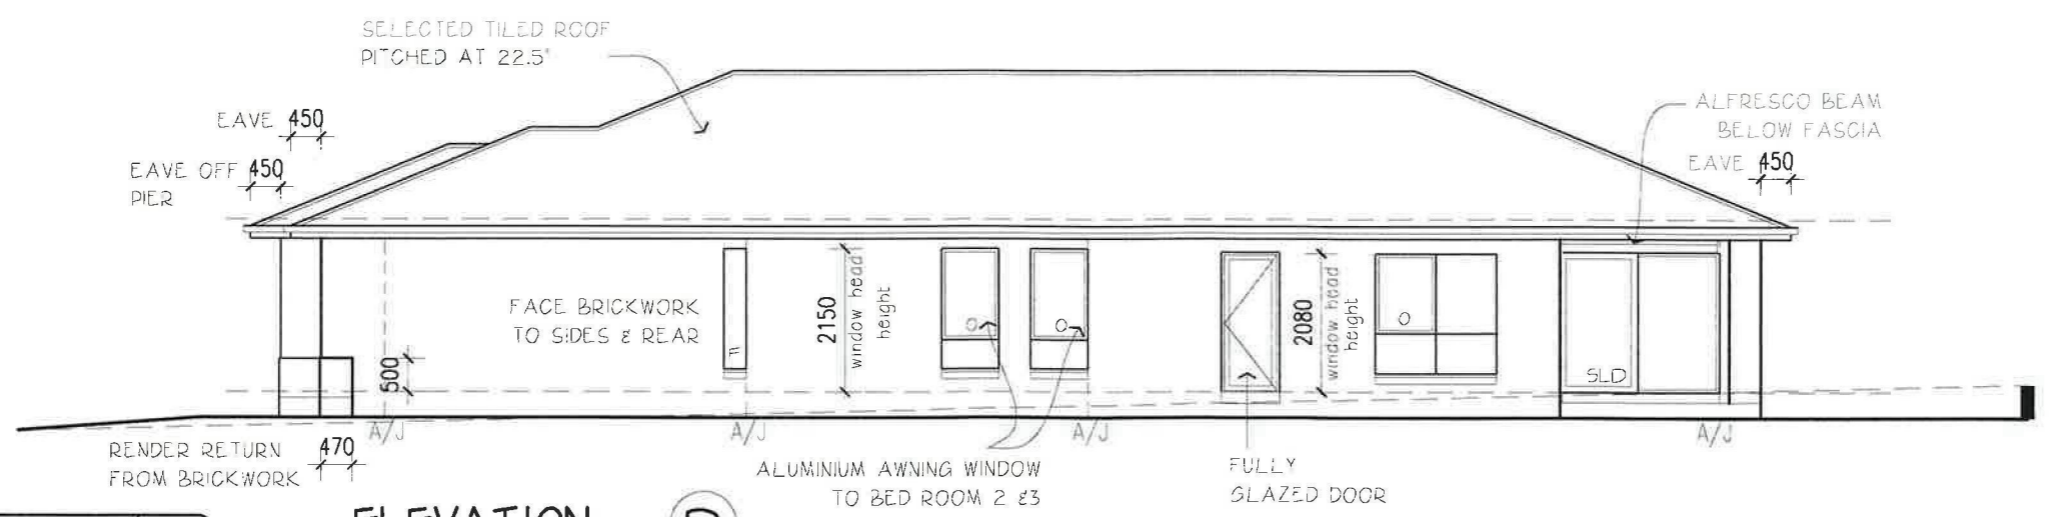 SELECTED TILED ROOF
PITCHED AT 22.5°
EAVE 450
EAVE OFF 450
PIER
ALFRESCO BEAM
BELOW FASCIA
EAVE 450
FACE BRICKWORK
TO SIDES & REAR
F
2150
window head
height
O
O
2080
window head
height
O
SLD
500
A/J
A/J
A/J
A/J
RENDER RETURN 470
FROM BRICKWORK
ALUMINIUM AWNING WINDOW
TO BED ROOM 2 &3
FULLY
GLAZED DOOR
ELEVATION